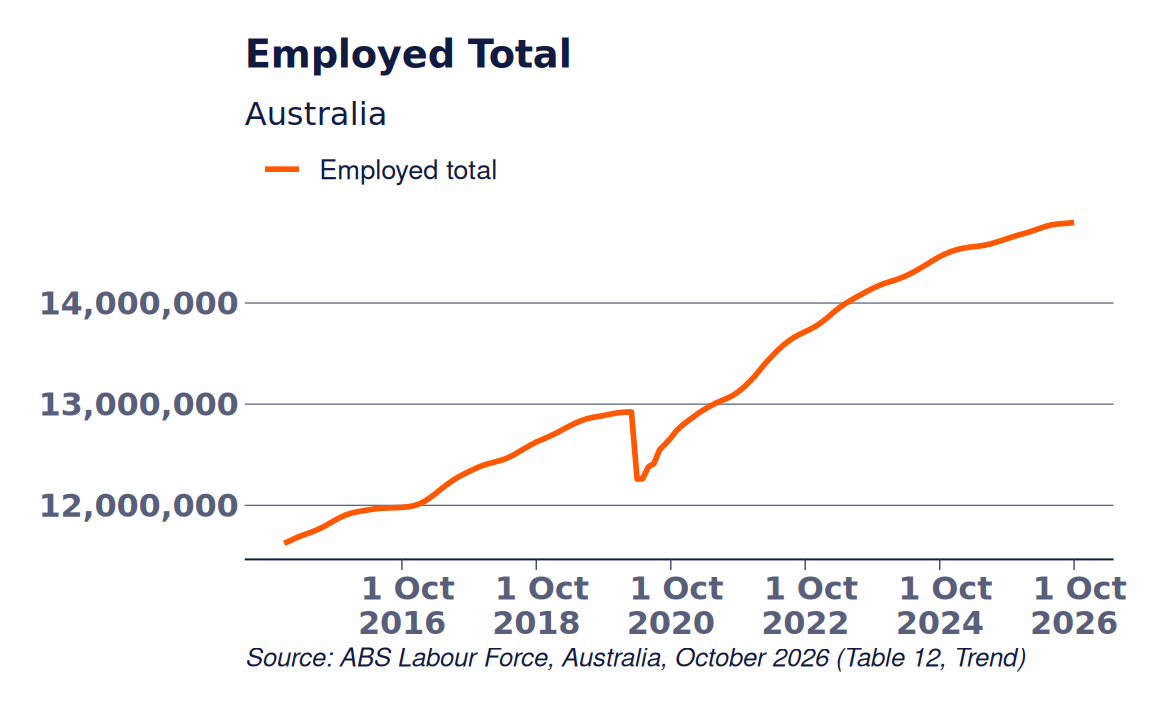 Employed Total
Australia
Employed total
14,000,000
13,000,000
12,000,000
1 Oct 2016
1 Oct 2018
1 Oct 2020
1 Oct 2022
1 Oct 2024
1 Oct 2026
Source: ABS Labour Force, Australia, October 2026 (Table 12, Trend)